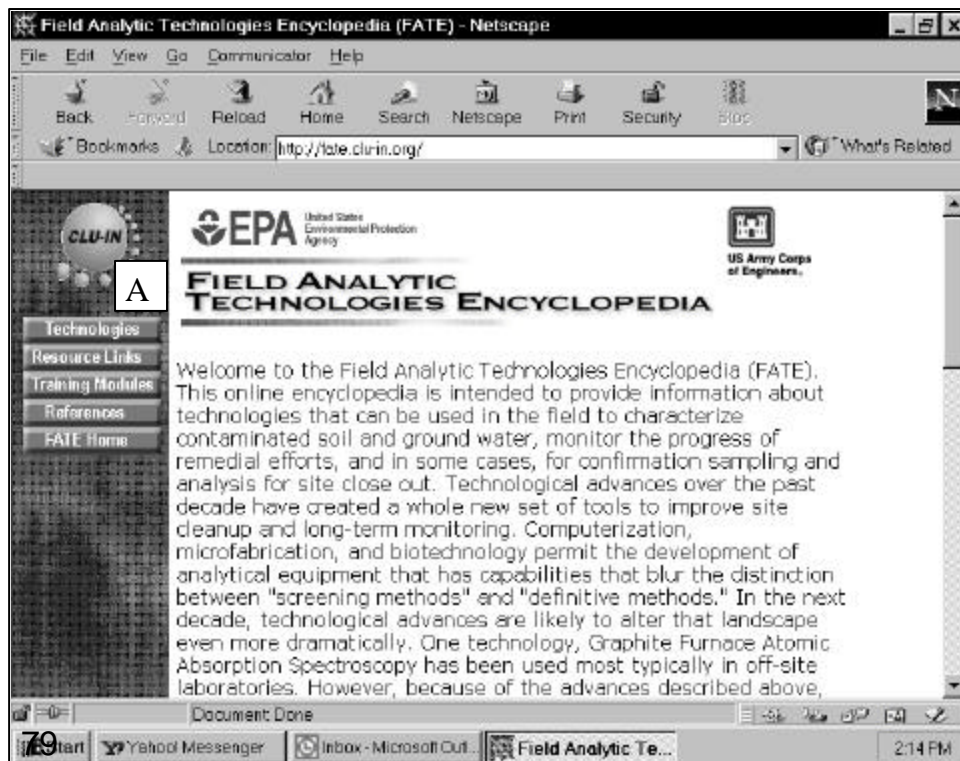 Field Analytic Technologies Encyclopedia (FATE) - Netscape
File Edit View Go Communicator Help
Back Forward Reload Home Search Netscape Print Security Stop
Bookmarks Location: http://fate.clu-in.org/ What's Related
CLU-IN
EPA United States
Environmental Protection
Agency
US Army Corps
of Engineers.
A
FIELD ANALYTIC
TECHNOLOGIES ENCYCLOPEDIA
Technologies
Resource Links
Training Modules
References
FATE Home
Welcome to the Field Analytic Technologies Encyclopedia (FATE).
This online encyclopedia is intended to provide information about
technologies that can be used in the field to characterize
contaminated soil and ground water, monitor the progress of
remedial efforts, and in some cases, for confirmation sampling and
analysis for site close out. Technological advances over the past
decade have created a whole new set of tools to improve site
cleanup and long-term monitoring. Computerization,
microfabrication, and biotechnology permit the development of
analytical equipment that has capabilities that blur the distinction
between "screening methods" and "definitive methods." In the next
decade, technological advances are likely to alter that landscape
even more dramatically. One technology, Graphite Furnace Atomic
Absorption Spectroscopy has been used most typically in off-site
laboratories. However, because of the advances described above,
Document Done
79
Start Yahoo! Messenger Inbox - Microsoft Out... Field Analytic Te... 2:14 PM